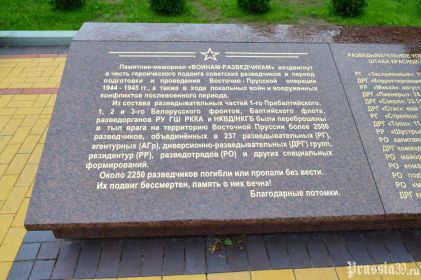 Памятник-мемориал «ВОИНАМ-РАЗВЕДЧИКАМ» воздвигнут
в честь героического подвига советских разведчиков в период
подготовки и проведения Восточно-Прусской операции
1944 - 1945 гг., а также в ходе локальных войн и вооруженных
конфликтов послевоенного периода.
Из состава разведывательных частей 1-го Прибалтийского,
1, 2 и 3-го Белорусского фронтов, Балтийского флота,
разведорганов РУ ГШ РККА и НКВД/НКГБ были переброшены
в тыл врага на территорию Восточной Пруссии более 2500
разведчиков, объединённых в 237 разведывательных (РГ),
агентурных (АГр), диверсионно-разведывательных (ДРГ) групп,
резидентур (РР), разведотрядов (РО) и других специальных
формирований.
Около 2250 разведчиков погибли или пропали без вести.
Их подвиг бессмертен, память о них вечна!
Благодарные потомки.
РАЗВЕДЫВАТЕЛЬНОЕ
ШТАБА КРАСНОЙ
Prussia39.ru